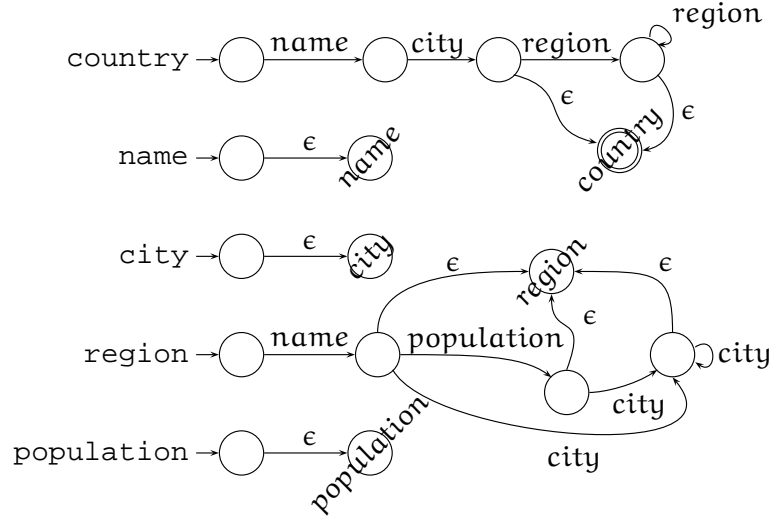 region
country name city region
ϵ ϵ
name ϵ name country
city ϵ city
ϵ region ϵ
ϵ
region name population city
city
population ϵ population
city